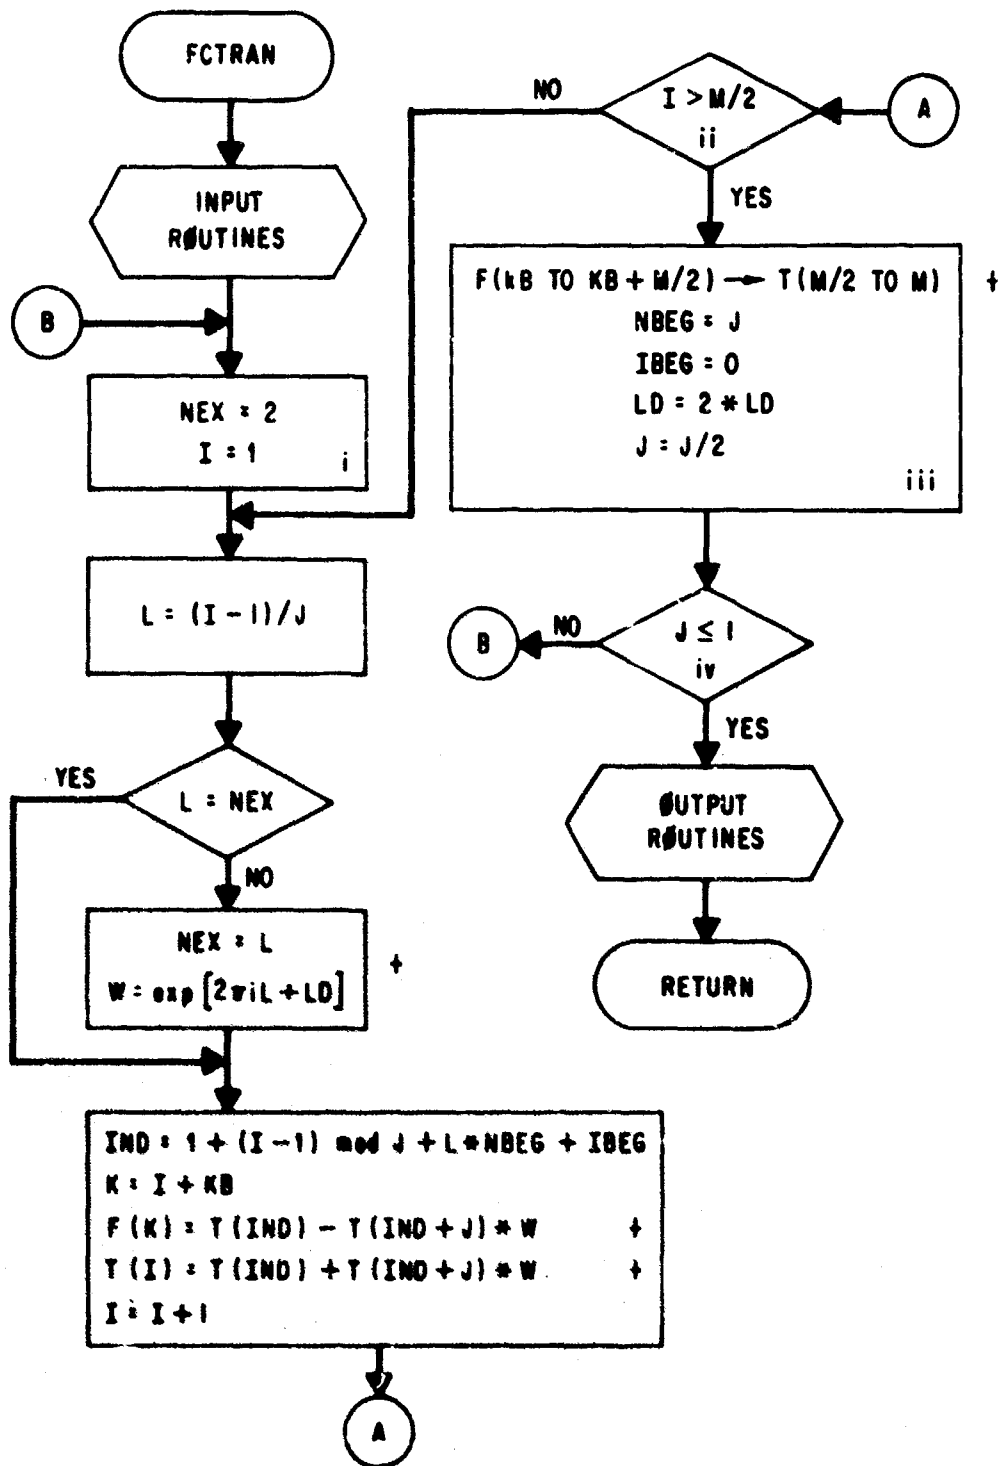 FCTRAN
INPUT
RØUTINES
B
NEX = 2
I = 1
i
L = (I - 1)/J
YES
L = NEX
NO
NEX = L
W = exp [2πiL + LD]
+
IND = 1 + (I - 1) mod J + L*NBEG + IBEG
K = I + KB
F(K) = T(IND) - T(IND + J) * W +
T(I) = T(IND) + T(IND + J) * W +
I = I + 1
A
NO
I > M/2
ii
A
YES
F(kB TO KB + M/2) → T(M/2 TO M) +
NBEG = J
IBEG = 0
LD = 2 * LD
J = J/2
iii
B
NO
J ≤ 1
iv
YES
ØUTPUT
RØUTINES
RETURN